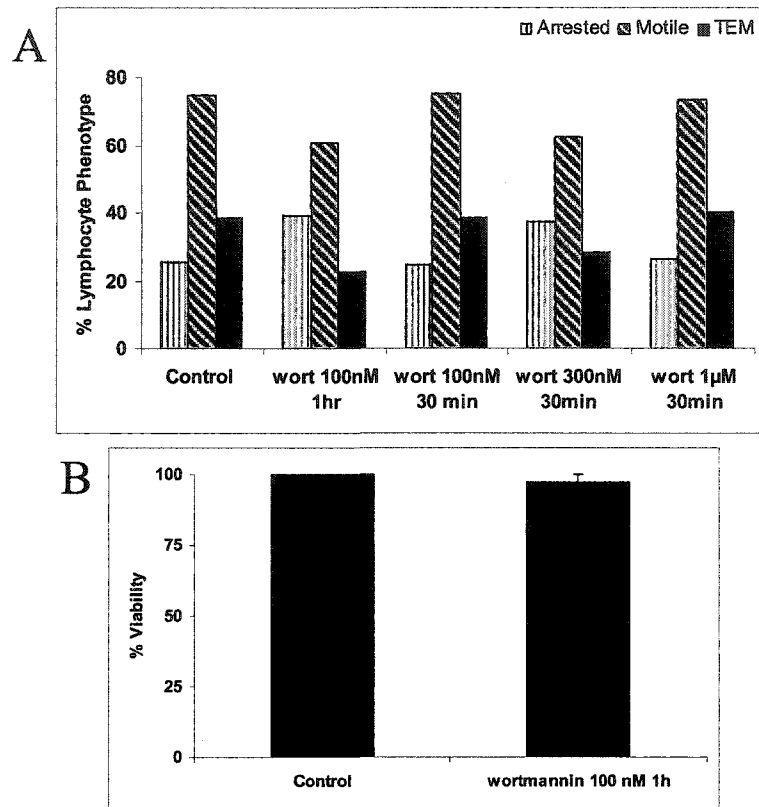 A
Arrested Motile TEM
% Lymphocyte Phenotype
80
60
40
20
0
Control
wort 100nM
1hr
wort 100nM
30 min
wort 300nM
30min
wort 1µM
30min
B
% Viability
100
75
50
25
0
Control
wortmannin 100 nM 1h